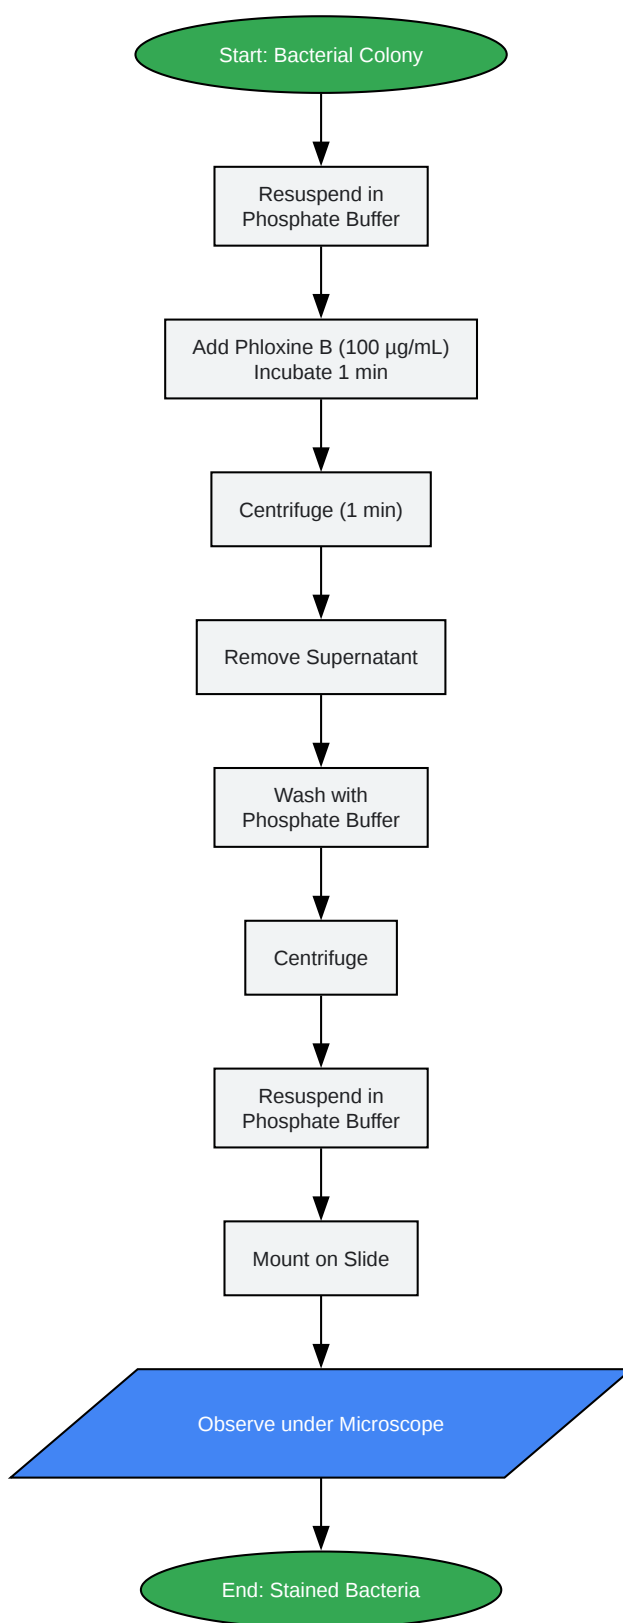 Start: Bacterial Colony
Resuspend in
Phosphate Buffer
Add Phloxine B (100 µg/mL)
Incubate 1 min
Centrifuge (1 min)
Remove Supernatant
Wash with
Phosphate Buffer
Centrifuge
Resuspend in
Phosphate Buffer
Mount on Slide
Observe under Microscope
End: Stained Bacteria